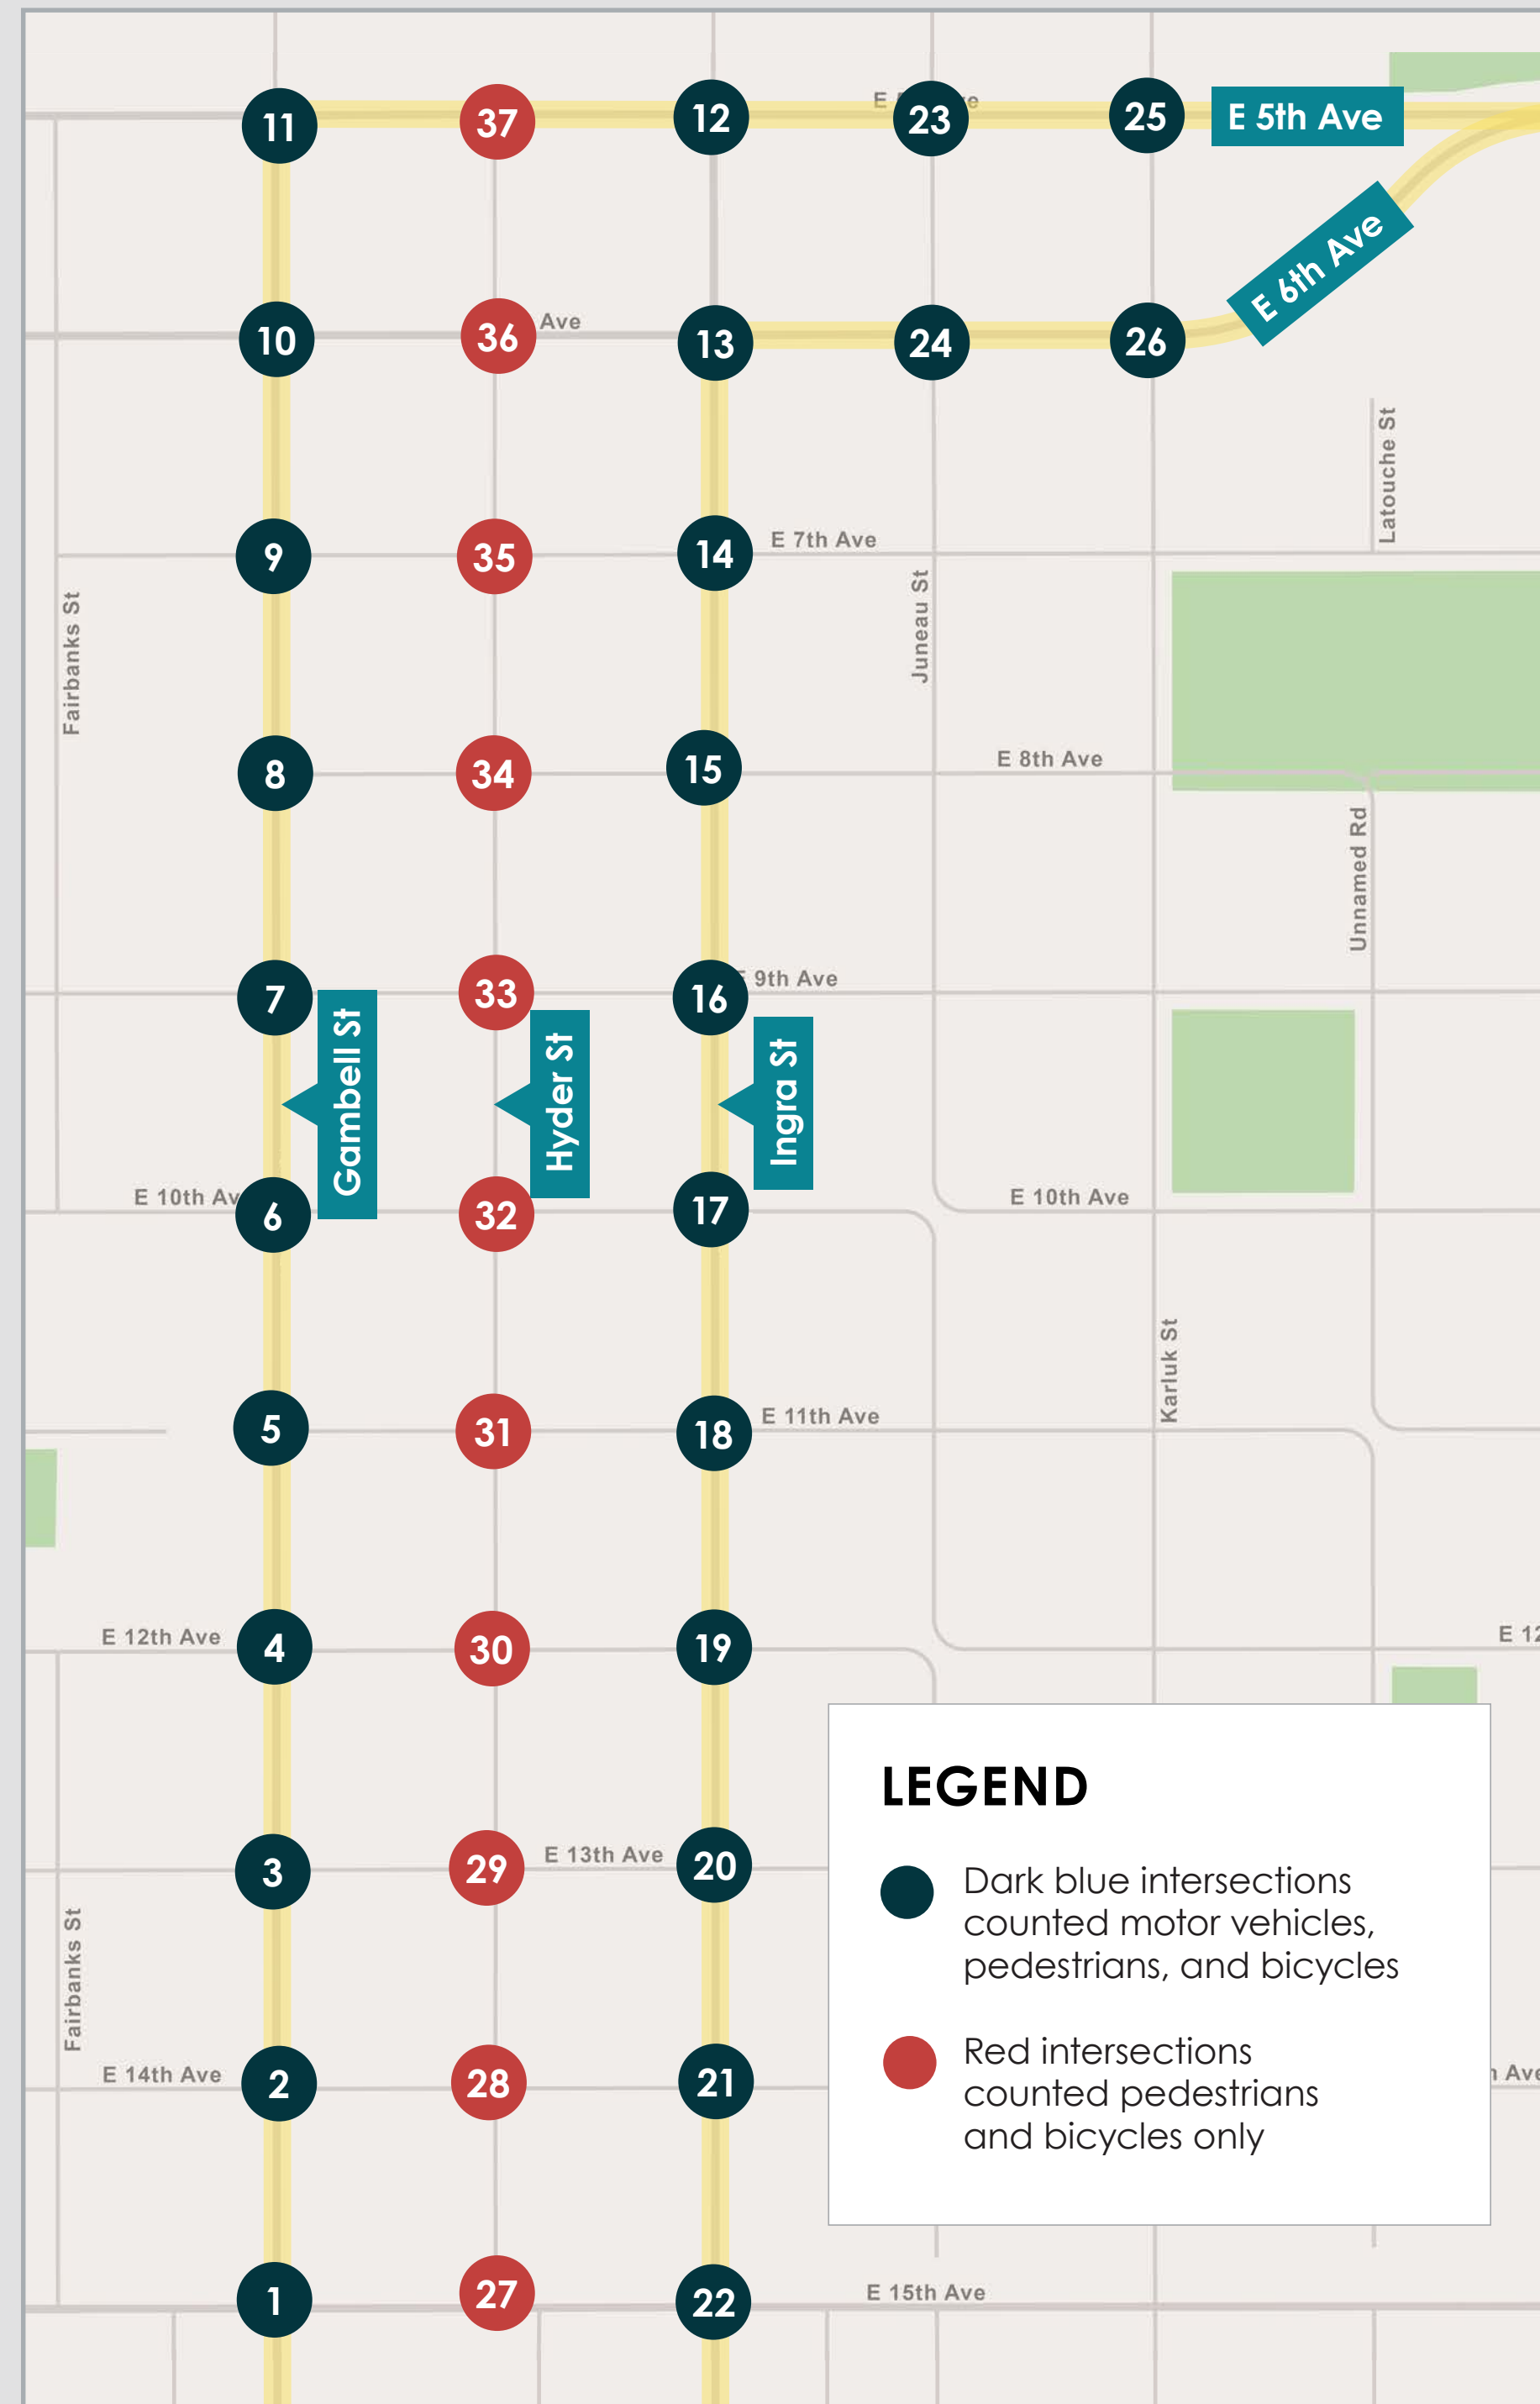 11
37
12
E
e
23
25
E 5th Ave
10
36
Ave
13
24
26
E 6th Ave
Latouche St
9
35
14
E 7th Ave
Juneau St
Fairbanks St
8
34
15
E 8th Ave
Unnamed Rd
7
33
16
9th Ave
Gambell St
Hyder St
Ingra St
E 10th Av
6
32
17
E 10th Ave
Karluk St
5
31
18
E 11th Ave
E 12th Ave
4
30
19
E 12
3
29
E 13th Ave
20
Fairbanks St
E 14th Ave
2
28
21
Ave
1
27
22
E 15th Ave
LEGEND
Dark blue intersections
counted motor vehicles,
pedestrians, and bicycles
Red intersections
counted pedestrians
and bicycles only